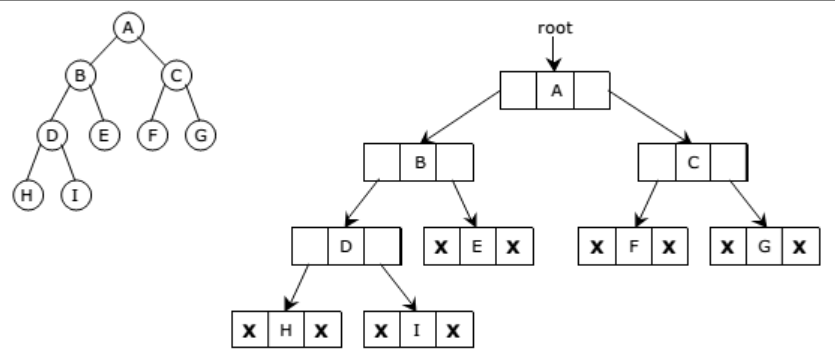 A
B C
D E F G
H I
root
A
B C
D X E X X F X X G X
X H X X I X